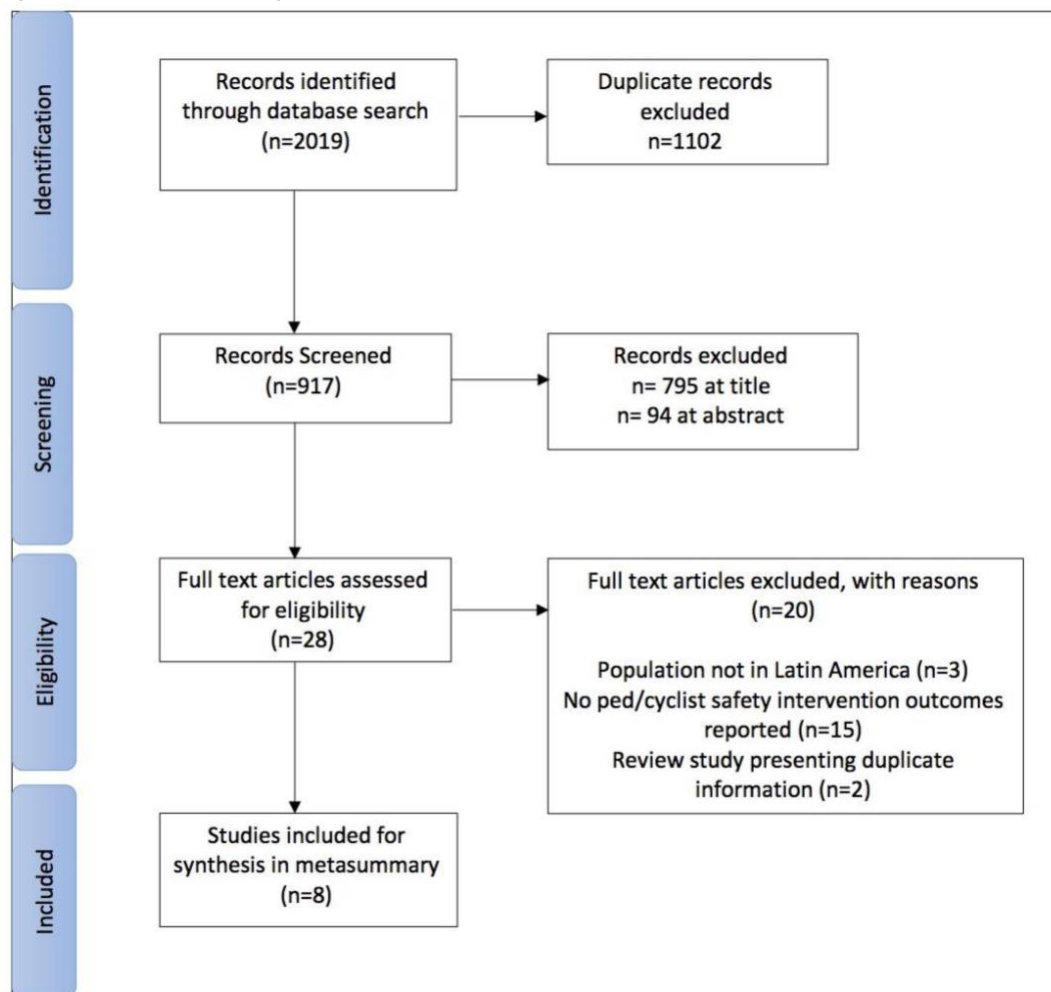 Identification
Records identified
through database search
(n=2019)
Duplicate records
excluded
n=1102
Screening
Records Screened
(n=917)
Records excluded
n= 795 at title
n= 94 at abstract
Eligibility
Full text articles assessed
for eligibility
(n=28)
Full text articles excluded, with reasons
(n=20)
Population not in Latin America (n=3)
No ped/cyclist safety intervention outcomes
reported (n=15)
Review study presenting duplicate
information (n=2)
Included
Studies included for
synthesis in metasummary
(n=8)